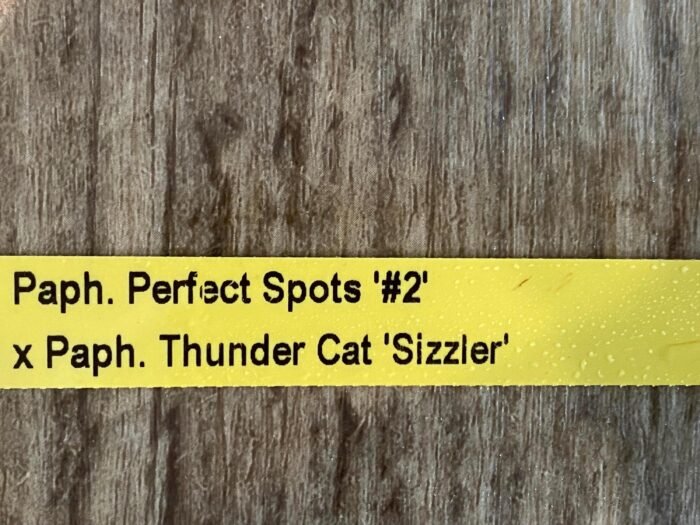 Paph. Perfect Spots '#2'
x Paph. Thunder Cat 'Sizzler'